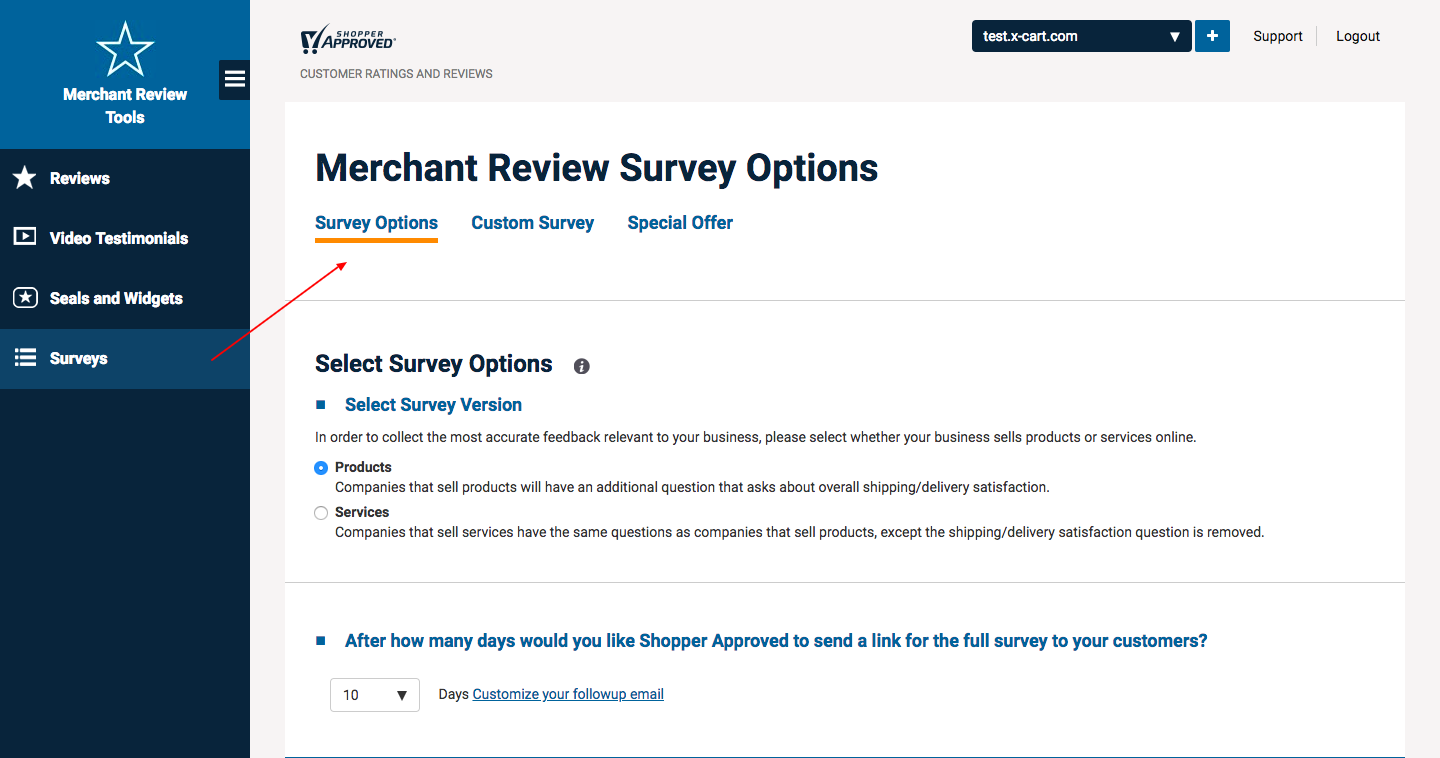 Merchant Review
Tools
Reviews
Video Testimonials
Seals and Widgets
Surveys
SHOPPER
APPROVED®
CUSTOMER RATINGS AND REVIEWS
test.x-cart.com
+
Support
Logout
Merchant Review Survey Options
Survey Options Custom Survey Special Offer
Select Survey Options
Select Survey Version
In order to collect the most accurate feedback relevant to your business, please select whether your business sells products or services online.
Products
Companies that sell products will have an additional question that asks about overall shipping/delivery satisfaction.
Services
Companies that sell services have the same questions as companies that sell products, except the shipping/delivery satisfaction question is removed.
After how many days would you like Shopper Approved to send a link for the full survey to your customers?
10 Days Customize your followup email